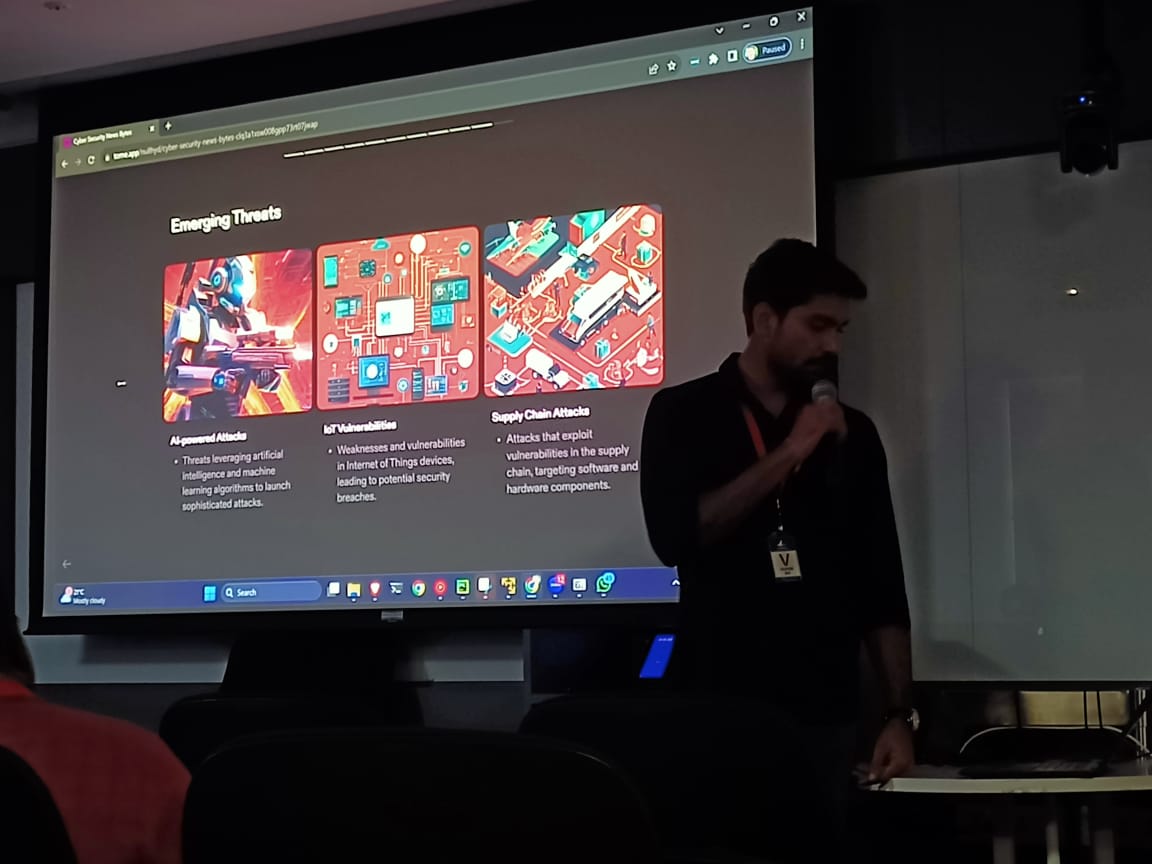 Cyber Security News Bytes
Paused
tome.app/nullhyd/cyber-security-news-bytes-
Emerging Threats
AI-powered Attacks
• Threats leveraging artificial
intelligence and machine
learning algorithms to launch
sophisticated attacks.
IoT Vulnerabilities
• Weaknesses and vulnerabilities
in Internet of Things devices,
leading to potential security
breaches.
Supply Chain Attacks
• Attacks that exploit
vulnerabilities in the supply
chain, targeting software and
hardware components.
21°C
Mostly cloudy
Search
V